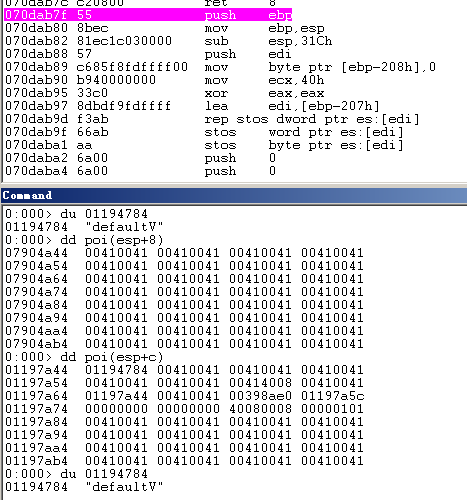 070dab7c c20800 ret 8
070dab7f 55 push ebp
070dab80 8bec mov ebp,esp
070dab82 81ec1c030000 sub esp,31Ch
070dab88 57 push edi
070dab89 c685f8fdffff00 mov byte ptr [ebp-208h],0
070dab90 b940000000 mov ecx,40h
070dab95 33c0 xor eax,eax
070dab97 8dbdf9fdffff lea edi,[ebp-207h]
070dab9d f3ab rep stos dword ptr es:[edi]
070dab9f 66ab stos word ptr es:[edi]
070daba1 aa stos byte ptr es:[edi]
070daba2 6a00 push 0
070daba4 6a00 push 0
Command
0:000> du 01194784
01194784 "defaultV"
0:000> dd poi(esp+8)
07904a44 00410041 00410041 00410041 00410041
07904a54 00410041 00410041 00410041 00410041
07904a64 00410041 00410041 00410041 00410041
07904a74 00410041 00410041 00410041 00410041
07904a84 00410041 00410041 00410041 00410041
07904a94 00410041 00410041 00410041 00410041
07904aa4 00410041 00410041 00410041 00410041
07904ab4 00410041 00410041 00410041 00410041
0:000> dd poi(esp+c)
01197a44 01194784 00410041 00410041 00410041
01197a54 00410041 00410041 00414008 00410041
01197a64 01197a44 00410041 00398ae0 01197a5c
01197a74 00000000 00000000 40080008 00000101
01197a84 00410041 00410041 00410041 00410041
01197a94 00410041 00410041 00410041 00410041
01197aa4 00410041 00410041 00410041 00410041
01197ab4 00410041 00410041 00410041 00410041
0:000> du 01194784
01194784 "defaultV"